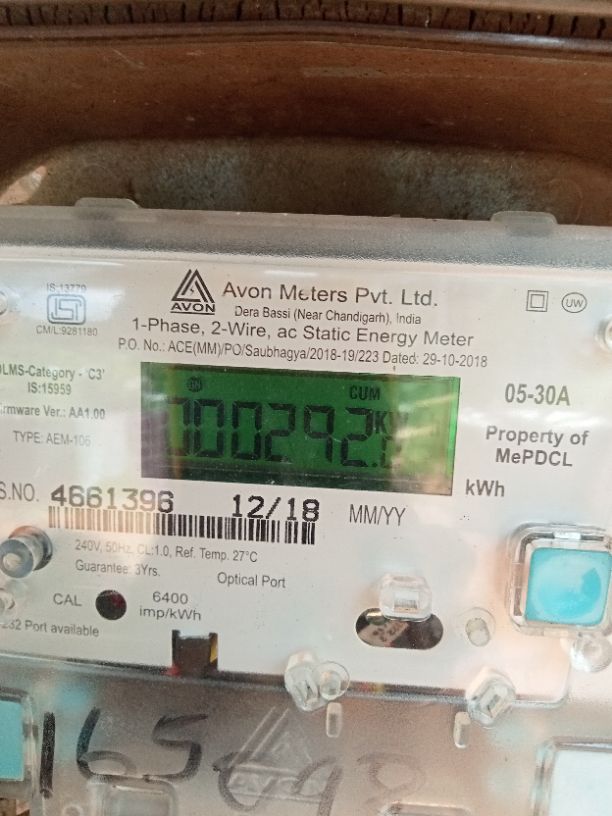 IS:13779
ISI
CM/L:9281180
AVON
Avon Meters Pvt. Ltd.
Dera Bassi (Near Chandigarh), India
UW
1-Phase, 2-Wire, ac Static Energy Meter
P.O. No.: ACE(MM)/PO/Saubhagya/2018-19/223 Dated: 29-10-2018
DLMS-Category - 'C3'
IS:15959
Firmware Ver.: AA1.00
TYPE: AEM-106
CUM
05-30A
Property of
MePDCL
kWh
S.NO. 4661396 12/18 MM/YY
240V, 50Hz, CL:1.0, Ref. Temp. 27°C
Guarantee: 3Yrs.
Optical Port
CAL
6400
imp/kWh
232 Port available
AVON